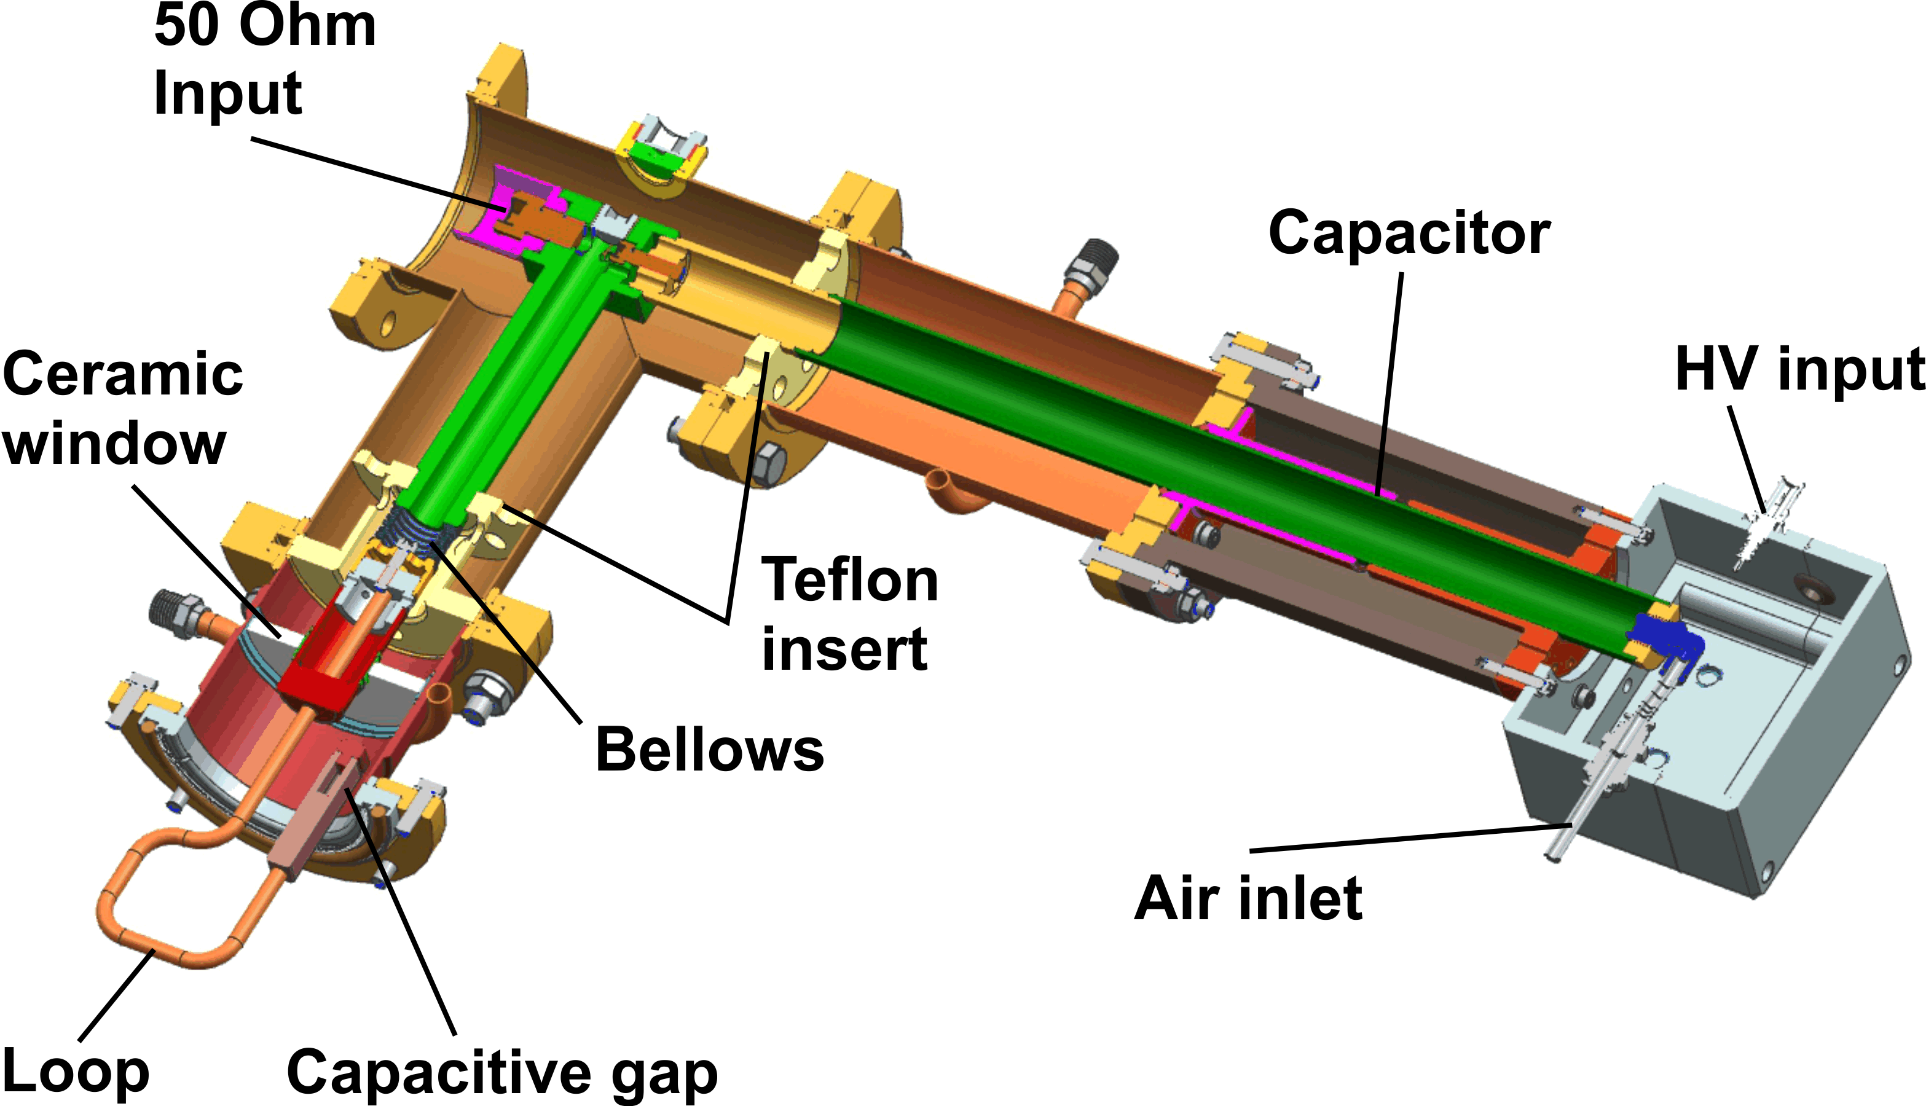 50 Ohm
Input
Capacitor
HV input
Ceramic
window
Teflon
insert
Bellows
Air inlet
Loop
Capacitive gap